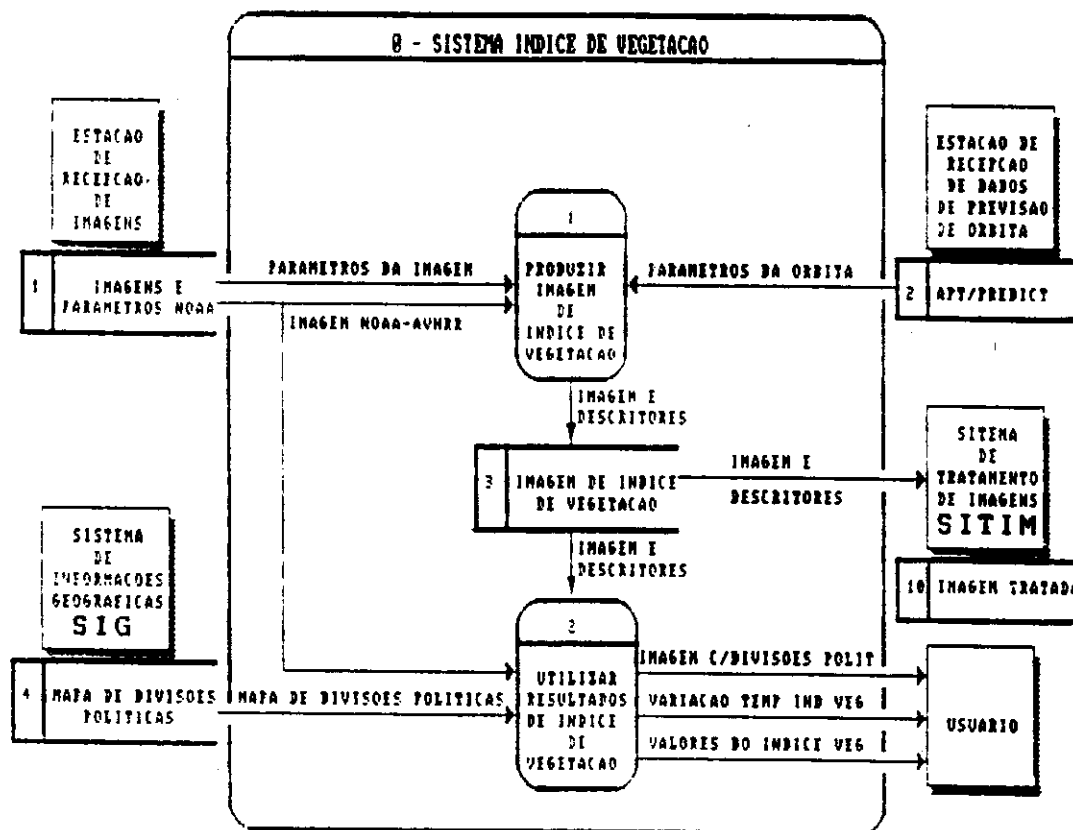 0 - SISTEMA INDICE DE VEGETACAO
ESTACAO
DE
RECEPCAO-
DE
IMAGENS
1
IMAGENS E
PARAMETROS NOAA
PARAMETROS DA IMAGEM
IMAGEM NOAA-AVHRR
1
PRODUZIR
IMAGEM
DE
INDICE DE
VEGETACAO
PARAMETROS DA ORBITA
ESTACAO DE
RECEPCAO
DE DADOS
DE PREVISAO
DE ORBITA
2
APT/PREDICT
IMAGEM E
DESCRITORES
3
IMAGEM DE INDICE
DE VEGETACAO
IMAGEM E
DESCRITORES
SITEMA
DE
TRATAMENTO
DE IMAGENS
SITIM
10
IMAGEM TRATADA
IMAGEM E
DESCRITORES
SISTEMA
DE
INFORMACOES
GEOGRAFICAS
SIG
4
MAPA DE DIVISOES
POLITICAS
MAPA DE DIVISOES POLITICAS
2
UTILIZAR
RESULTADOS
DE INDICE
DE
VEGETACAO
IMAGEM C/DIVISOES POLIT
VARIACAO TEMP IND VEG
VALORES DO INDICE VEG
USUARIO